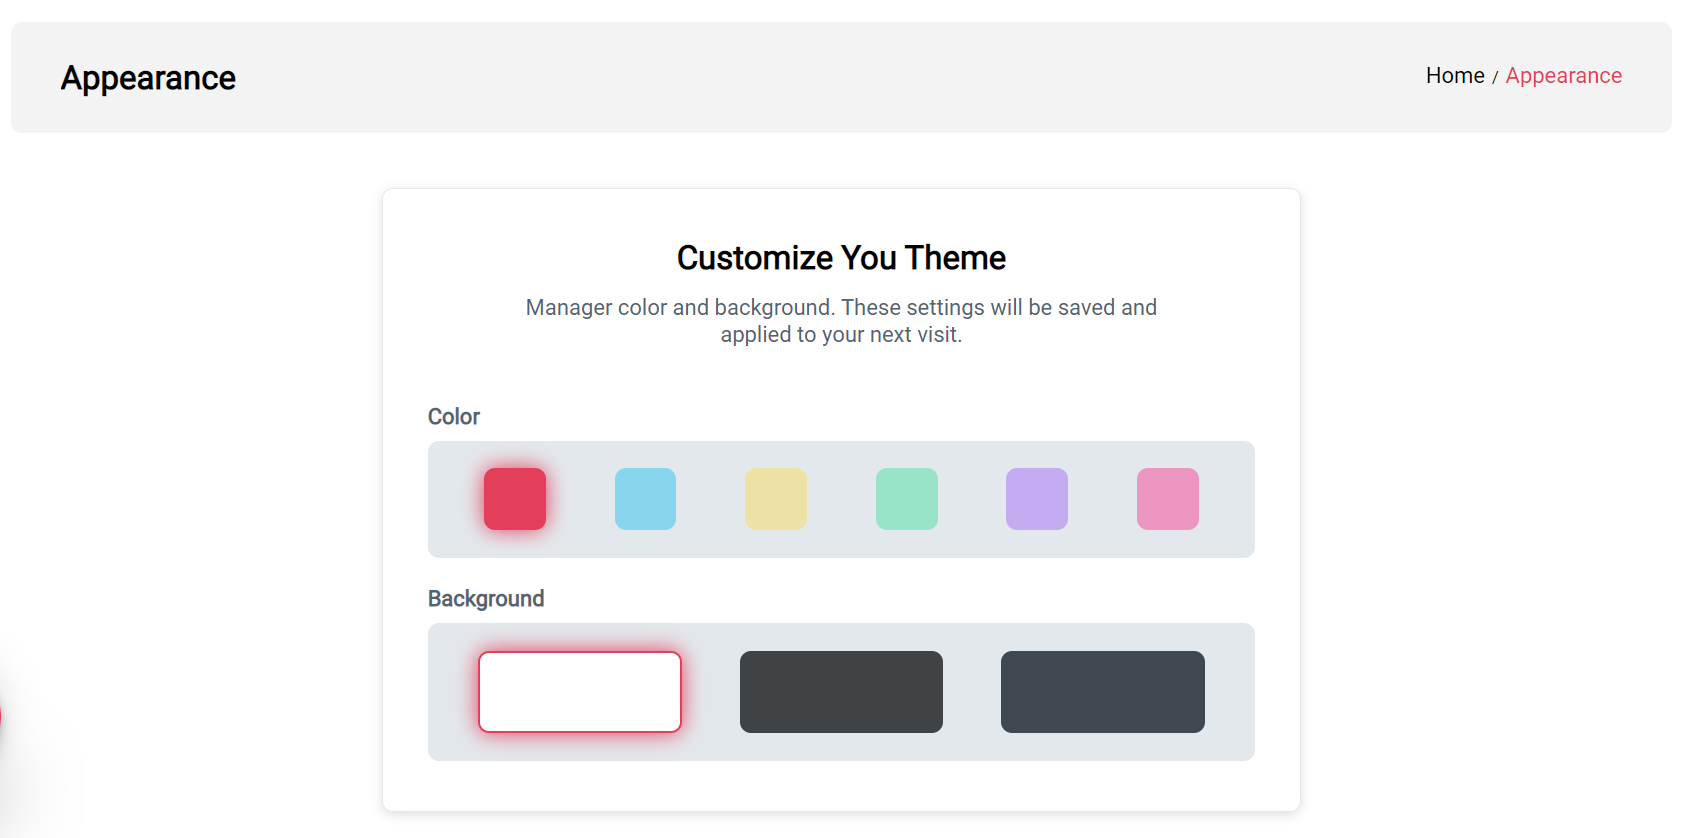 Appearance
Home / Appearance
Customize You Theme
Manager color and background. These settings will be saved and
applied to your next visit.
Color
Background